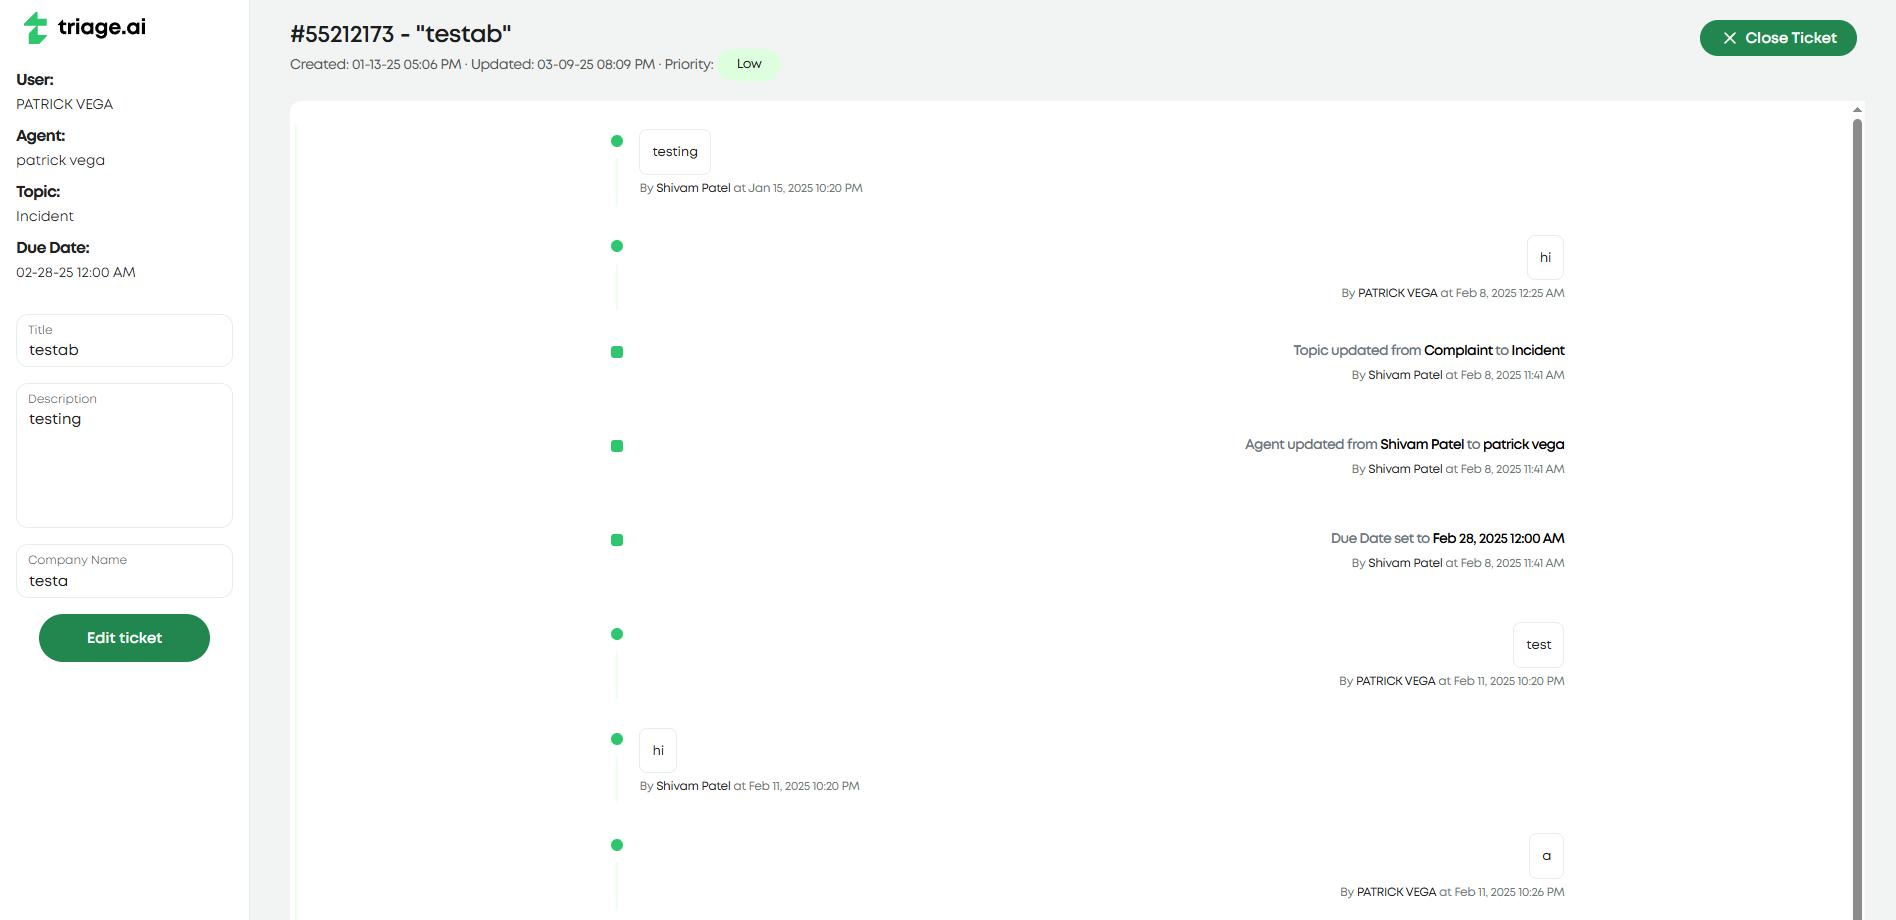 triage.ai
User:
PATRICK VEGA
Agent:
patrick vega
Topic:
Incident
Due Date:
02-28-25 12:00 AM
Title
testab
Description
testing
Company Name
testa
Edit ticket
#55212173 - "testab"
Created: 01-13-25 05:06 PM · Updated: 03-09-25 08:09 PM · Priority: Low
Close Ticket
testing
By Shivam Patel at Jan 15, 2025 10:20 PM
hi
By PATRICK VEGA at Feb 8, 2025 12:25 AM
Topic updated from Complaint to Incident
By Shivam Patel at Feb 8, 2025 11:41 AM
Agent updated from Shivam Patel to patrick vega
By Shivam Patel at Feb 8, 2025 11:41 AM
Due Date set to Feb 28, 2025 12:00 AM
By Shivam Patel at Feb 8, 2025 11:41 AM
test
By PATRICK VEGA at Feb 11, 2025 10:20 PM
hi
By Shivam Patel at Feb 11, 2025 10:20 PM
a
By PATRICK VEGA at Feb 11, 2025 10:26 PM